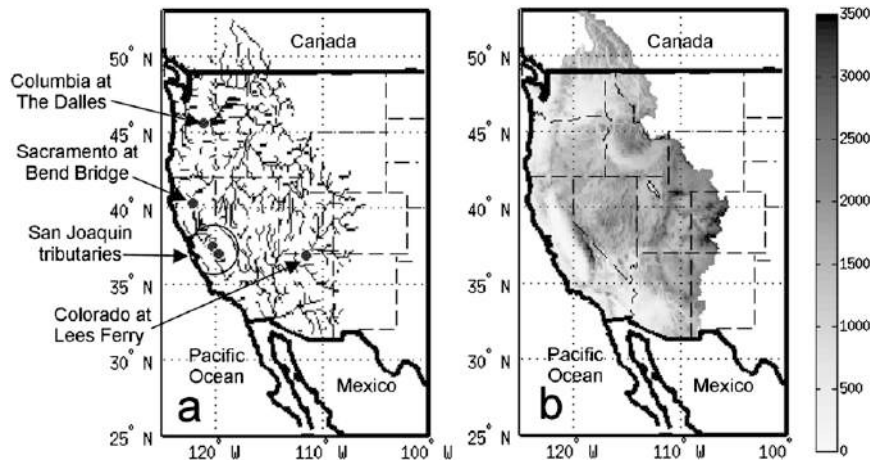 50° N
45° N
40° N
35° N
30° N
25° N
120° W
110° W
100° W
Canada
Columbia at
The Dalles
Sacramento at
Bend Bridge
San Joaquin
tributaries
Colorado at
Lees Ferry
Pacific
Ocean
Mexico
a
50° N
45° N
40° N
35° N
30° N
25° N
120° W
110° W
100° W
Canada
Pacific
Ocean
Mexico
b
3500
3000
2500
2000
1500
1000
500
0